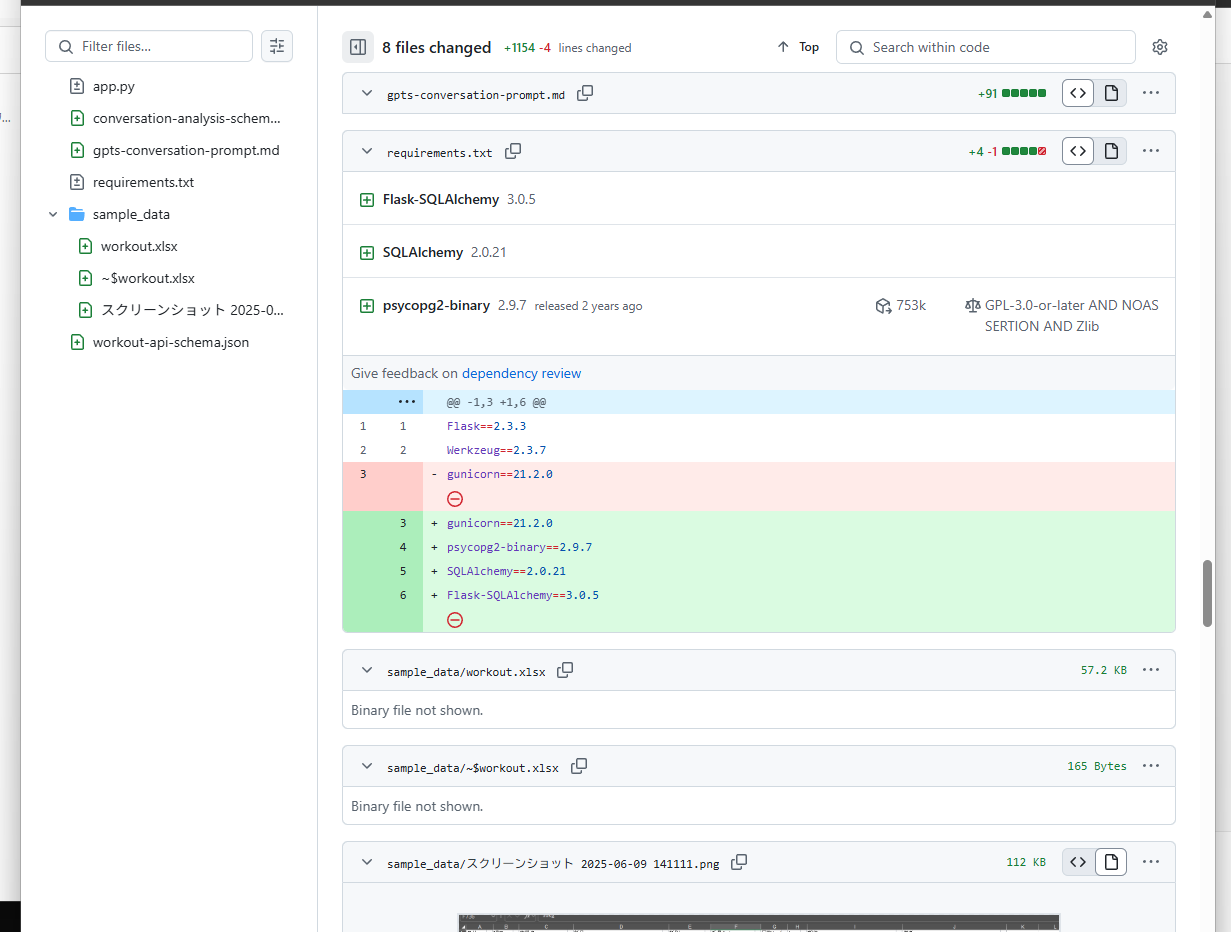 Filter files...
app.py
conversation-analysis-schem...
gpts-conversation-prompt.md
requirements.txt
sample_data
workout.xlsx
~$workout.xlsx
スクリーンショット 2025-0...
workout-api-schema.json
8 files changed +1154 -4 lines changed
Top
Search within code
gpts-conversation-prompt.md
+91
requirements.txt
+4 -1
Flask-SQLAlchemy 3.0.5
SQLAlchemy 2.0.21
psycopg2-binary 2.9.7 released 2 years ago
753k
GPL-3.0-or-later AND NOAS
SERTION AND Zlib
Give feedback on dependency review
@@ -1,3 +1,6 @@
1 1 Flask==2.3.3
2 2 Werkzeug==2.3.7
3 - gunicorn==21.2.0
3 + gunicorn==21.2.0
4 + psycopg2-binary==2.9.7
5 + SQLAlchemy==2.0.21
6 + Flask-SQLAlchemy==3.0.5
sample_data/workout.xlsx
57.2 KB
Binary file not shown.
sample_data/~$workout.xlsx
165 Bytes
Binary file not shown.
sample_data/スクリーンショット 2025-06-09 141111.png
112 KB